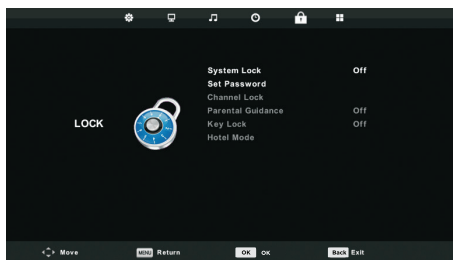 System Lock Off
Set Password
Channel Lock
Parental Guidance Off
Key Lock Off
Hotel Mode
LOCK
Move MENU Return OK OK Back Exit